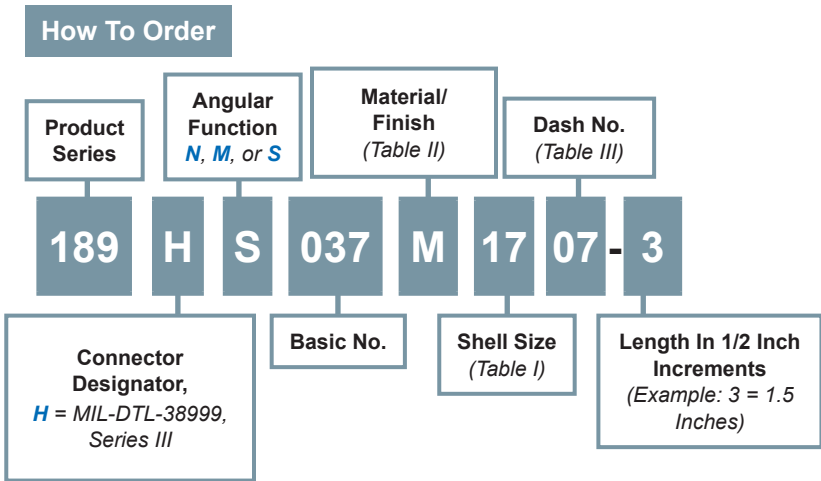 How To Order
Product
Series
Angular
Function
N, M, or S
Material/
Finish
(Table II)
Dash No.
(Table III)
189 H S 037 M 17 07 - 3
Connector
Designator,
H = MIL-DTL-38999,
Series III
Basic No.
Shell Size
(Table I)
Length In 1/2 Inch
Increments
(Example: 3 = 1.5
Inches)